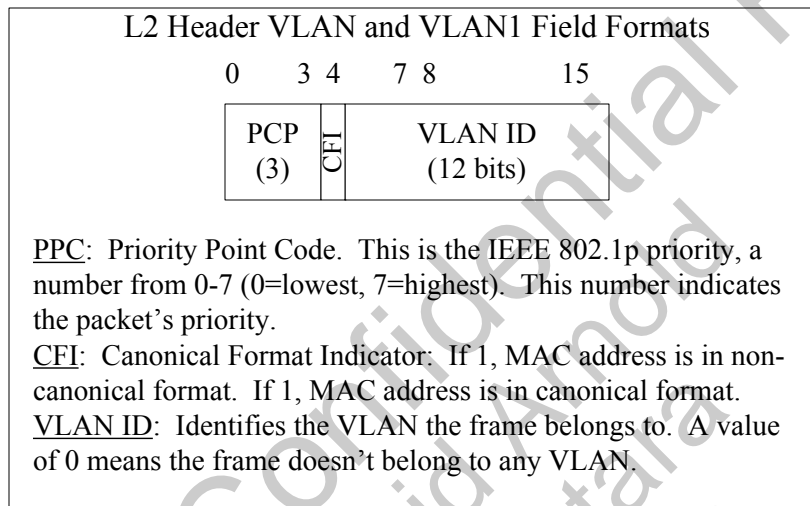 L2 Header VLAN and VLAN1 Field Formats
0 3 4 7 8 15
PCP CFI VLAN ID
(3) (12 bits)
PPC: Priority Point Code. This is the IEEE 802.1p priority, a
number from 0-7 (0=lowest, 7=highest). This number indicates
the packet's priority.
CFI: Canonical Format Indicator: If 1, MAC address is in non-
canonical format. If 1, MAC address is in canonical format.
VLAN ID: Identifies the VLAN the frame belongs to. A value
of 0 means the frame doesn't belong to any VLAN.
Confidential